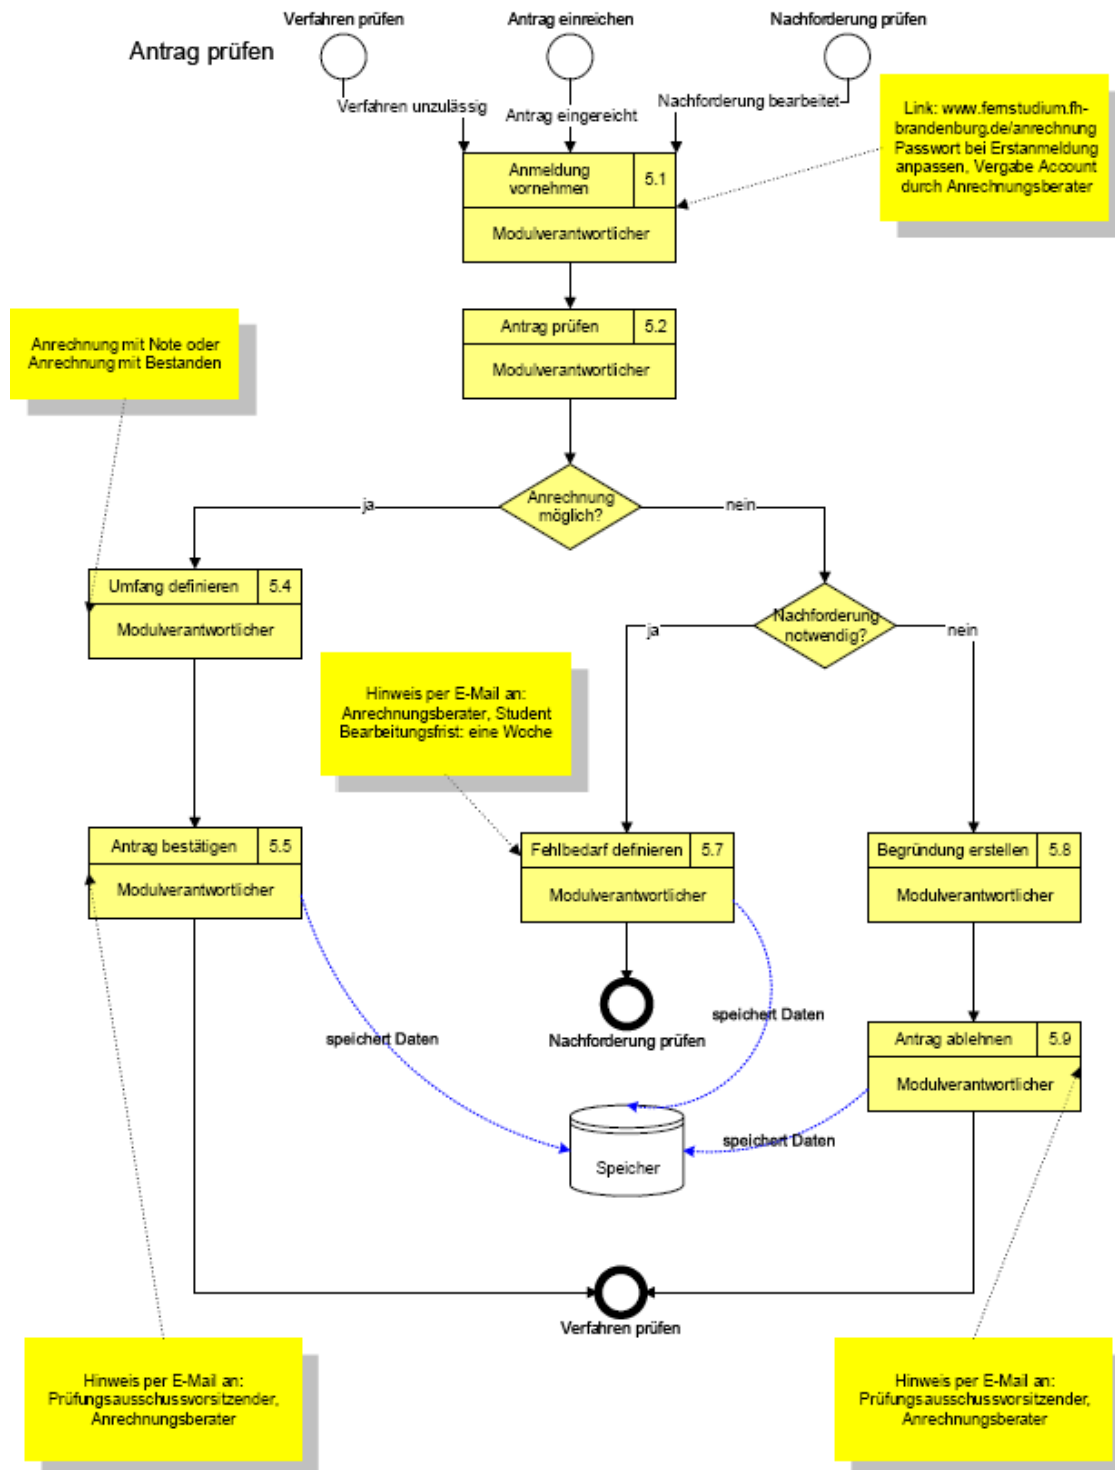 Verfahren prüfen
Antrag einreichen
Nachforderung prüfen
Antrag prüfen
Verfahren unzulässig
Antrag eingereicht
Nachforderung bearbeitet
Link: www.fernstudium.fh-
brandenburg.de/anrechnung
Passwort bei Erstanmeldung
anpassen, Vergabe Account
durch Anrechnungsberater
Anmeldung
vornehmen
5.1
Modulverantwortlicher
Antrag prüfen
5.2
Modulverantwortlicher
Anrechnung mit Note oder
Anrechnung mit Bestanden
Anrechnung
möglich?
ja
nein
Umfang definieren
5.4
Modulverantwortlicher
Nachforderung
notwendig?
ja
nein
Hinweis per E-Mail an:
Anrechnungsberater, Student
Bearbeitungsfrist: eine Woche
Antrag bestätigen
5.5
Modulverantwortlicher
Fehlbedarf definieren
5.7
Modulverantwortlicher
Begründung erstellen
5.8
Modulverantwortlicher
speichert Daten
speichert Daten
Nachforderung prüfen
Antrag ablehnen
5.9
Modulverantwortlicher
speichert Daten
Speicher
Verfahren prüfen
Hinweis per E-Mail an:
Prüfungsausschussvorsitzender,
Anrechnungsberater
Hinweis per E-Mail an:
Prüfungsausschussvorsitzender,
Anrechnungsberater